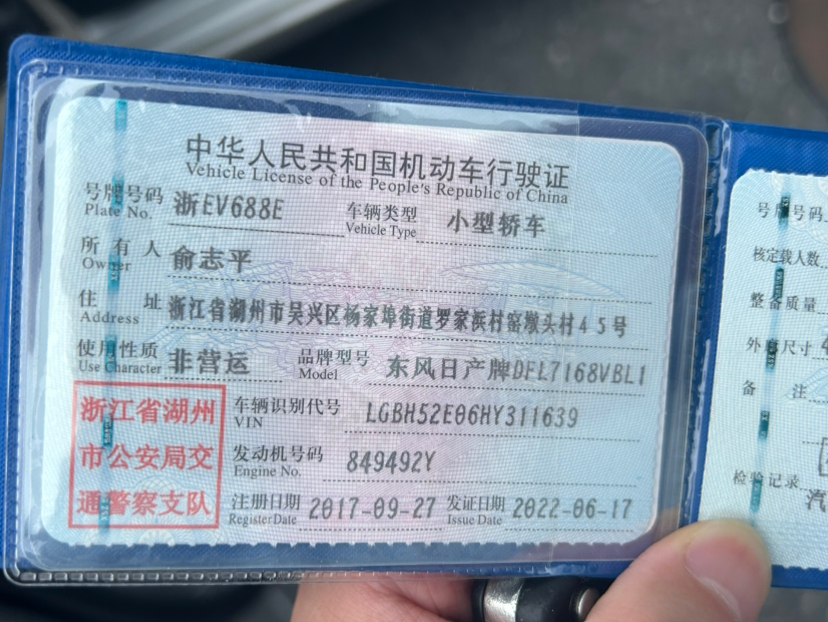 中华人民共和国机动车行驶证
Vehicle License of the People's Republic of China
号牌号码 浙EV688E 车辆类型 小型轿车
Plate No. Vehicle Type
所有人 俞志平
Owner
住址 浙江省湖州市吴兴区杨家埠街道罗家浜村窑墩头村45号
Address
使用性质 非营运 品牌型号 东风日产牌DFL7168VBL1
Use Character Model
浙江省湖州
市公安局交
通警察支队
车辆识别代号 LGBH52E06HY311639
VIN
发动机号码 849492Y
Engine No.
注册日期 2017-09-27 发证日期 2022-06-17
Register Date Issue Date
号牌号码
核定载人数
整备质量
外廓尺寸 4
备注
检验记录
汽